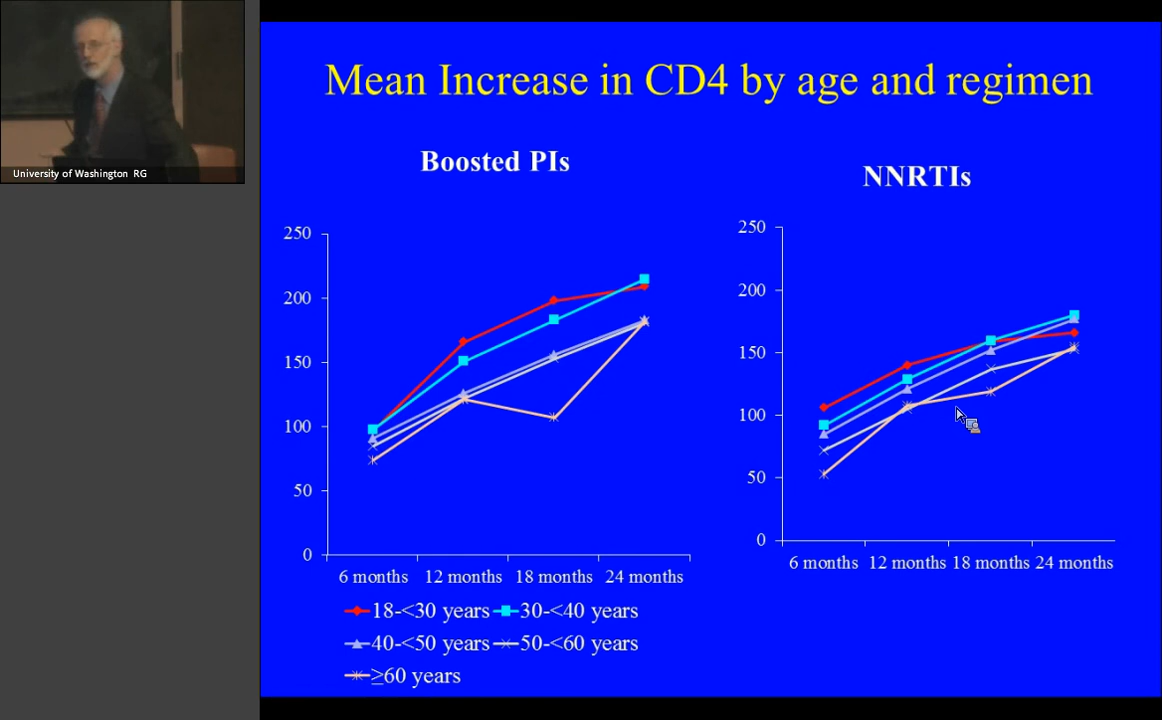 University of Washington RG
Mean Increase in CD4 by age and regimen
Boosted PIs
250
200
150
100
50
0
6 months 12 months 18 months 24 months
18-<30 years 30-<40 years
40-<50 years 50-<60 years
≥60 years
NNRTIs
250
200
150
100
50
0
6 months 12 months 18 months 24 months